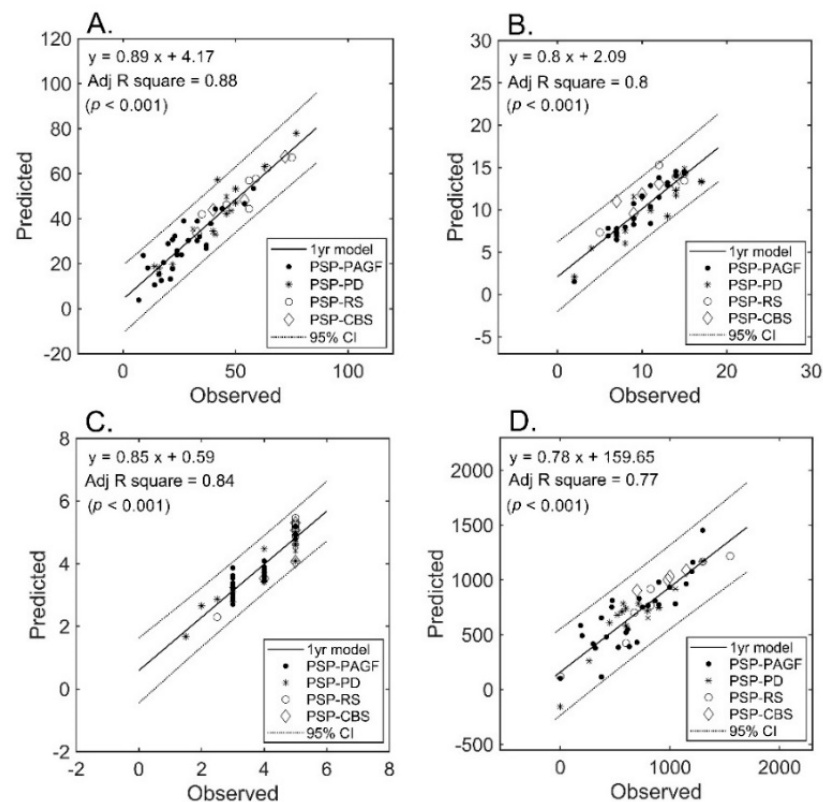 A.
y = 0.89 x + 4.17
Adj R square = 0.88
(p < 0.001)
120
100
80
60
40
20
0
-20
Predicted
0
50
100
Observed
1yr model
PSP-PAGF
PSP-PD
PSP-RS
PSP-CBS
95% CI
B.
y = 0.8 x + 2.09
Adj R square = 0.8
(p < 0.001)
30
25
20
15
10
5
0
-5
Predicted
0
10
20
30
Observed
1yr model
PSP-PAGF
PSP-PD
PSP-RS
PSP-CBS
95% CI
C.
y = 0.85 x + 0.59
Adj R square = 0.84
(p < 0.001)
8
6
4
2
0
-2
Predicted
-2
0
2
4
6
8
Observed
1yr model
PSP-PAGF
PSP-PD
PSP-RS
PSP-CBS
95% CI
D.
y = 0.78 x + 159.65
Adj R square = 0.77
(p < 0.001)
2000
1500
1000
500
0
-500
Predicted
0
1000
2000
Observed
1yr model
PSP-PAGF
PSP-PD
PSP-RS
PSP-CBS
95% CI